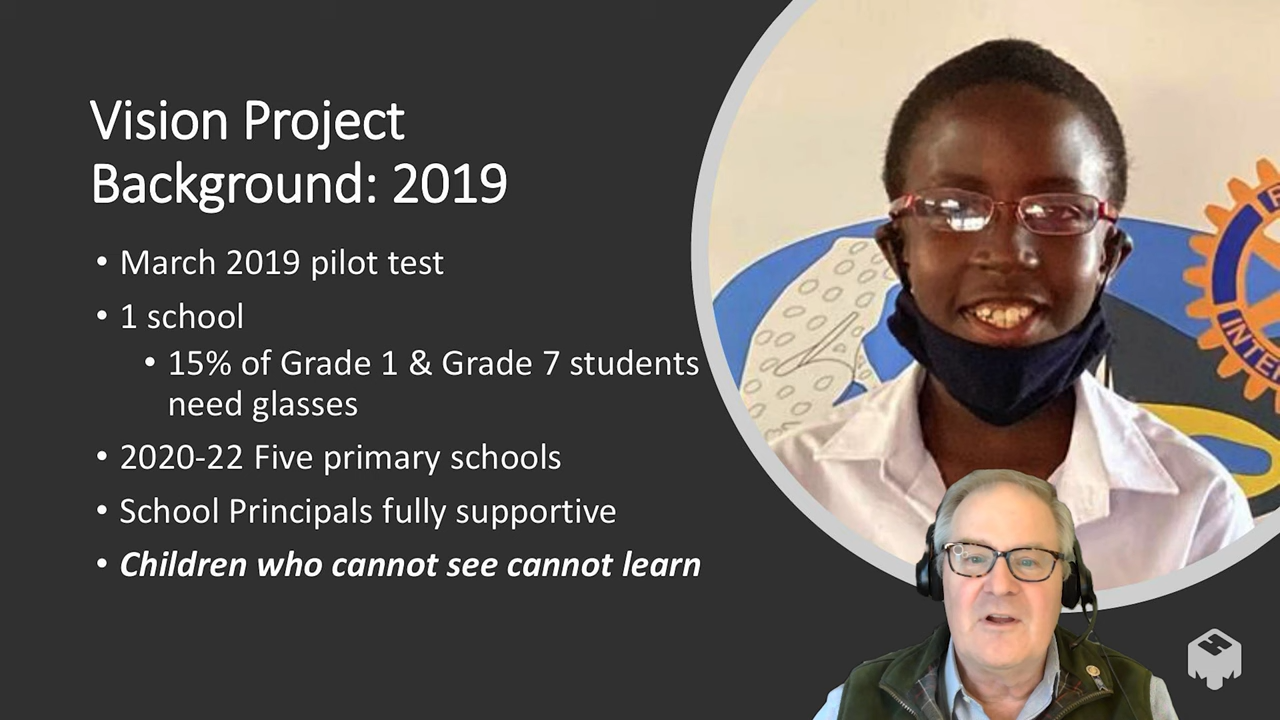 Vision Project
Background: 2019
• March 2019 pilot test
• 1 school
• 15% of Grade 1 & Grade 7 students
need glasses
• 2020-22 Five primary schools
• School Principals fully supportive
• Children who cannot see cannot learn